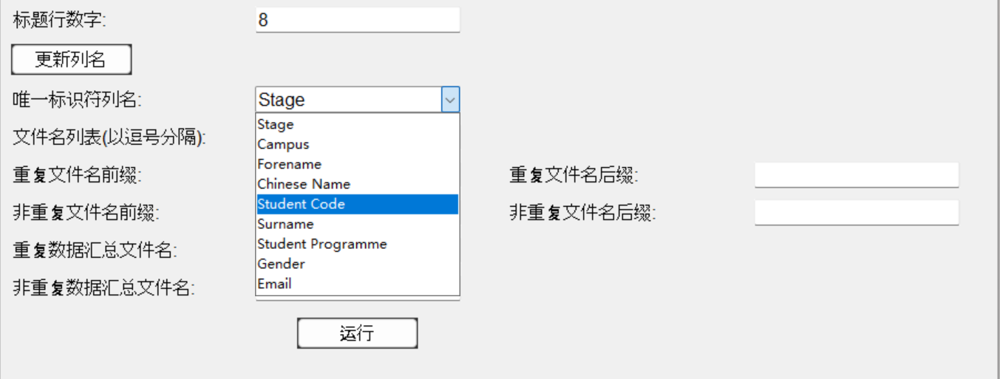 标题行数字: 8
更新列名
唯一标识符列名: Stage
Stage
文件名列表(以逗号分隔):
Campus
Forename
重复文件名前缀: 重复文件名后缀:
Chinese Name
Student Code
非重复文件名前缀: 非重复文件名后缀:
Surname
Student Programme
重复数据汇总文件名:
Gender
Email
非重复数据汇总文件名:
运行